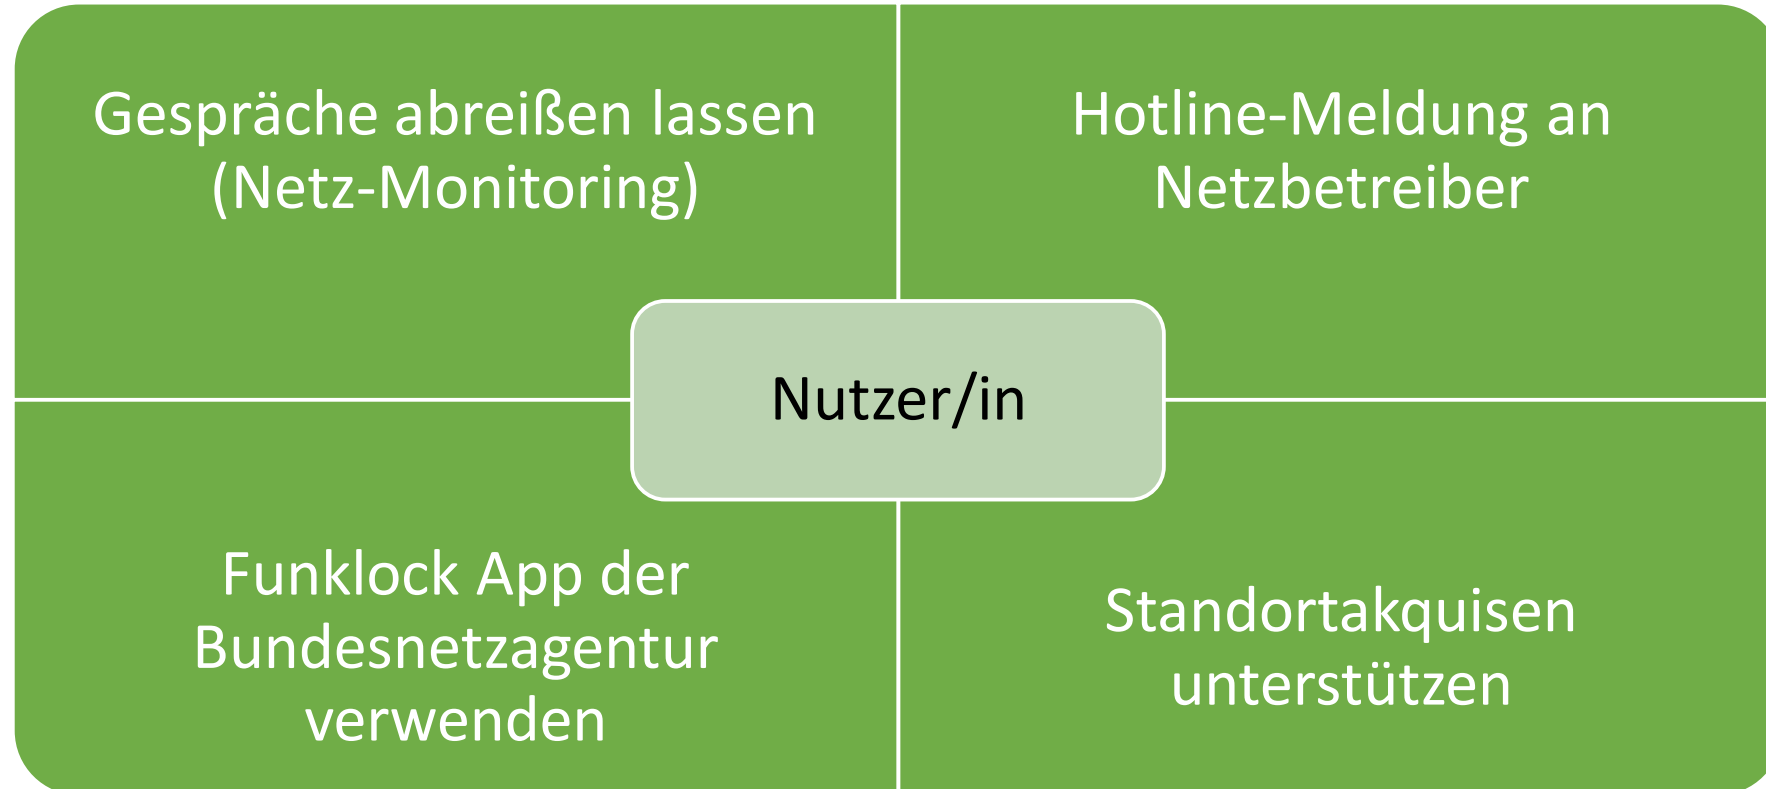 Gespräche abreißen lassen
(Netz-Monitoring)
Hotline-Meldung an
Netzbetreiber
Nutzer/in
Funklock App der
Bundesnetzagentur
verwenden
Standortakquisen
unterstützen